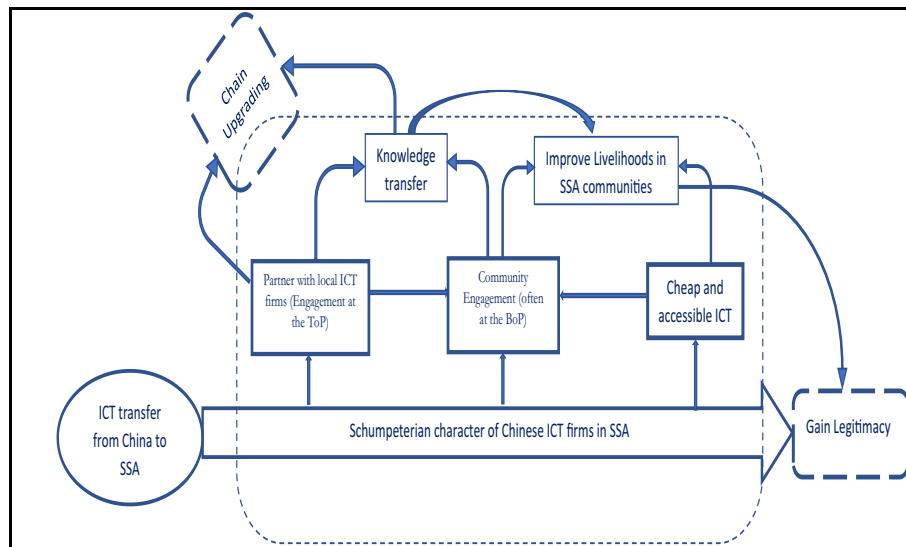 Chain
Upgrading
Knowledge
transfer
Improve Livelihoods in
SSA communities
Partner with local ICT
firms (Engagement at
the ToP)
Community
Engagement (often
at the BoP)
Cheap and
accessible ICT
ICT transfer
from China to
SSA
Schumpeterian character of Chinese ICT firms in SSA
Gain Legitimacy